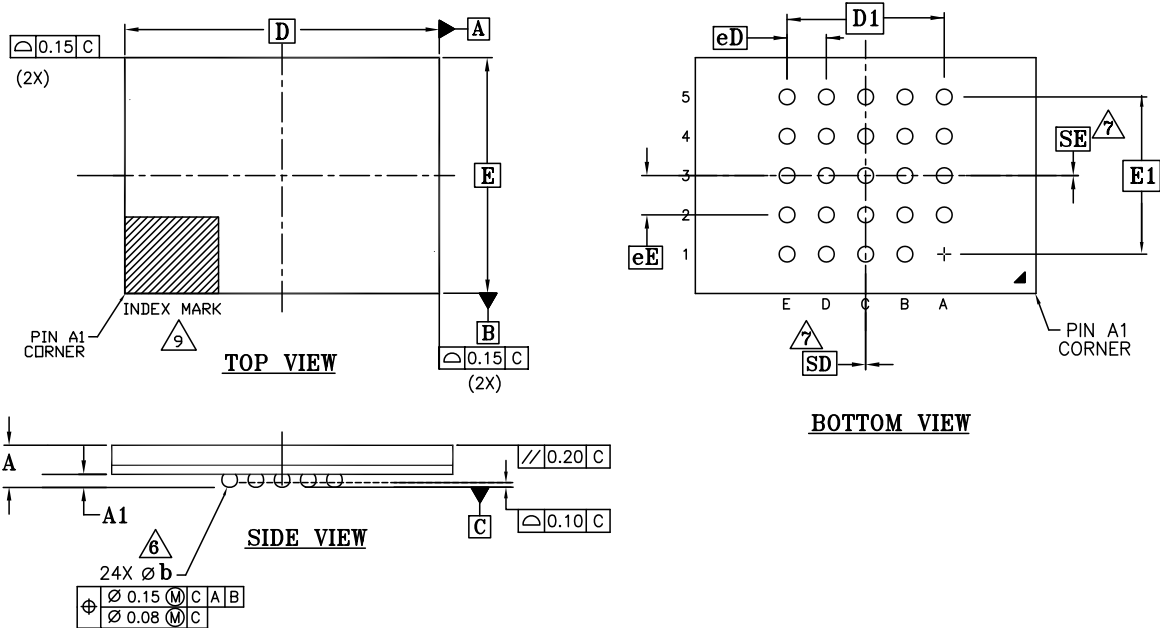 D
A
⌓ 0.15 C
(2X)
E
INDEX MARK
9
PIN A1
CORNER
B
⌓ 0.15 C
(2X)
TOP VIEW
D1
eD
5
4
3
2
1
SE
7
E1
eE
E D C B A
7
SD
PIN A1
CORNER
BOTTOM VIEW
A
A1
// 0.20 C
C
⌓ 0.10 C
SIDE VIEW
6
24X Ø b
⌖ Ø 0.15 Ⓜ C A B
Ø 0.08 Ⓜ C